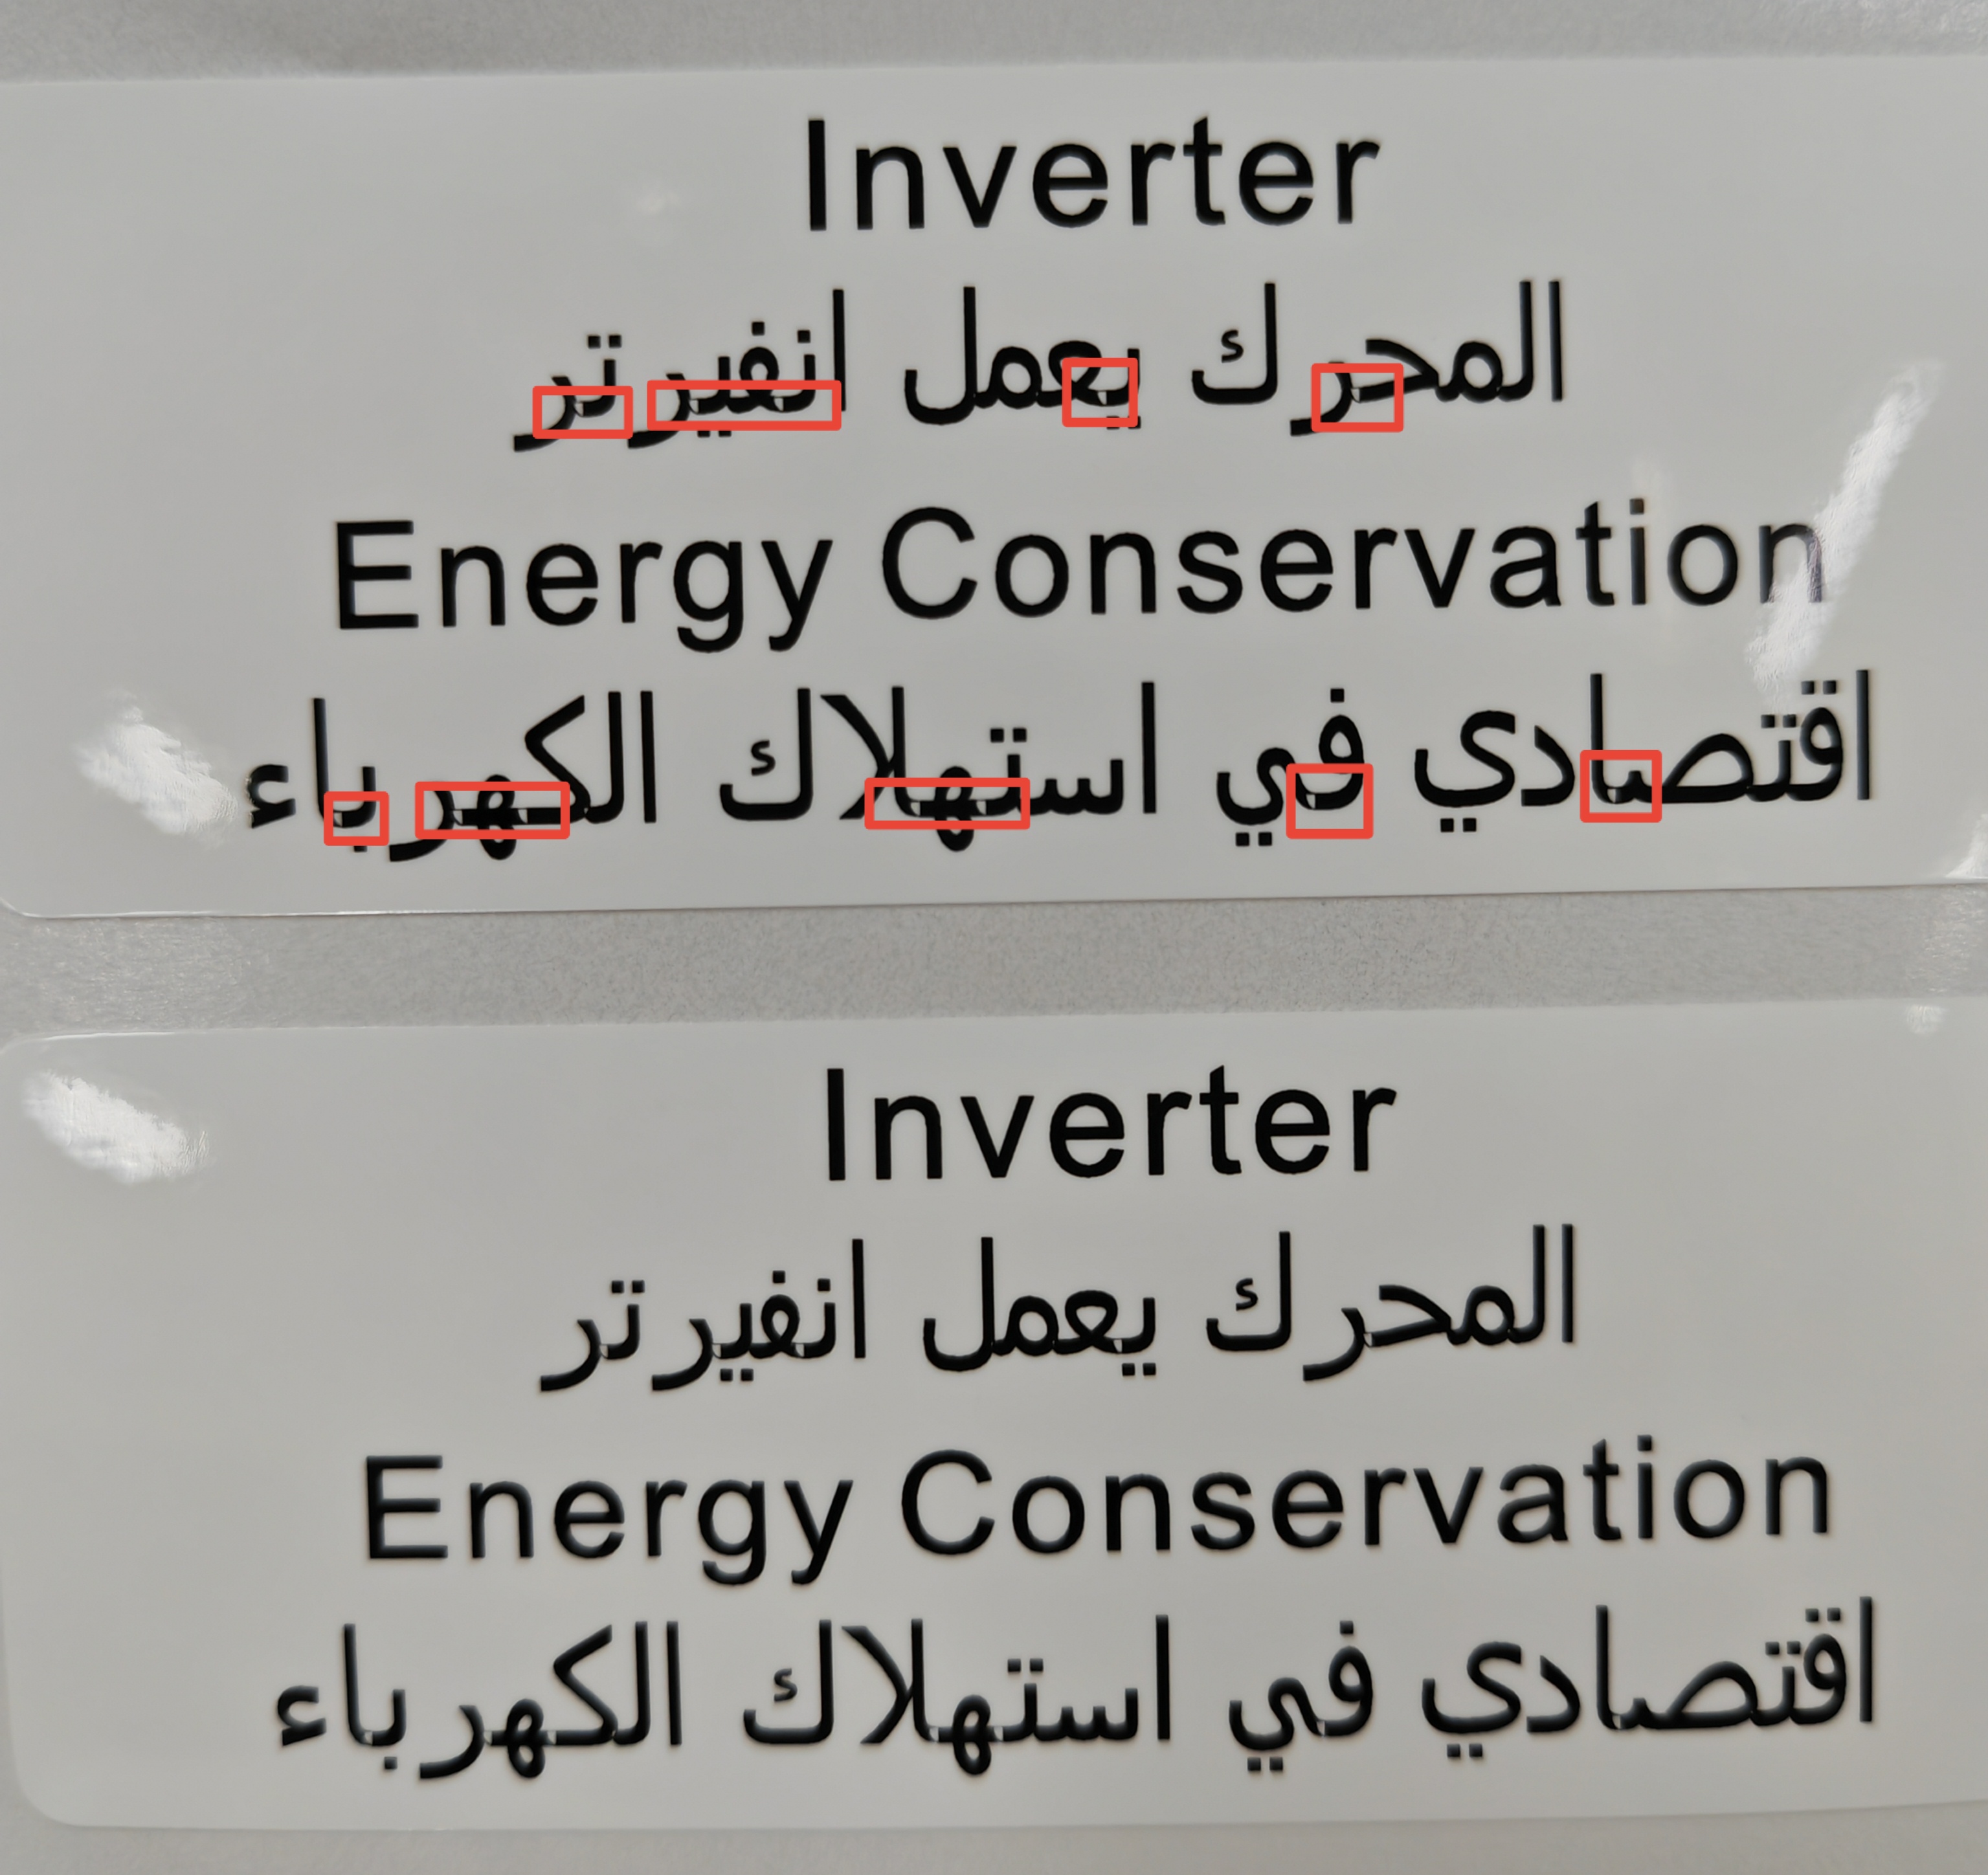 Inverter
المحرك يعمل انفيرتر
Energy Conservation
اقتصادي في استهلاك الكهرباء
Inverter
المحرك يعمل انفيرتر
Energy Conservation
اقتصادي في استهلاك الكهرباء